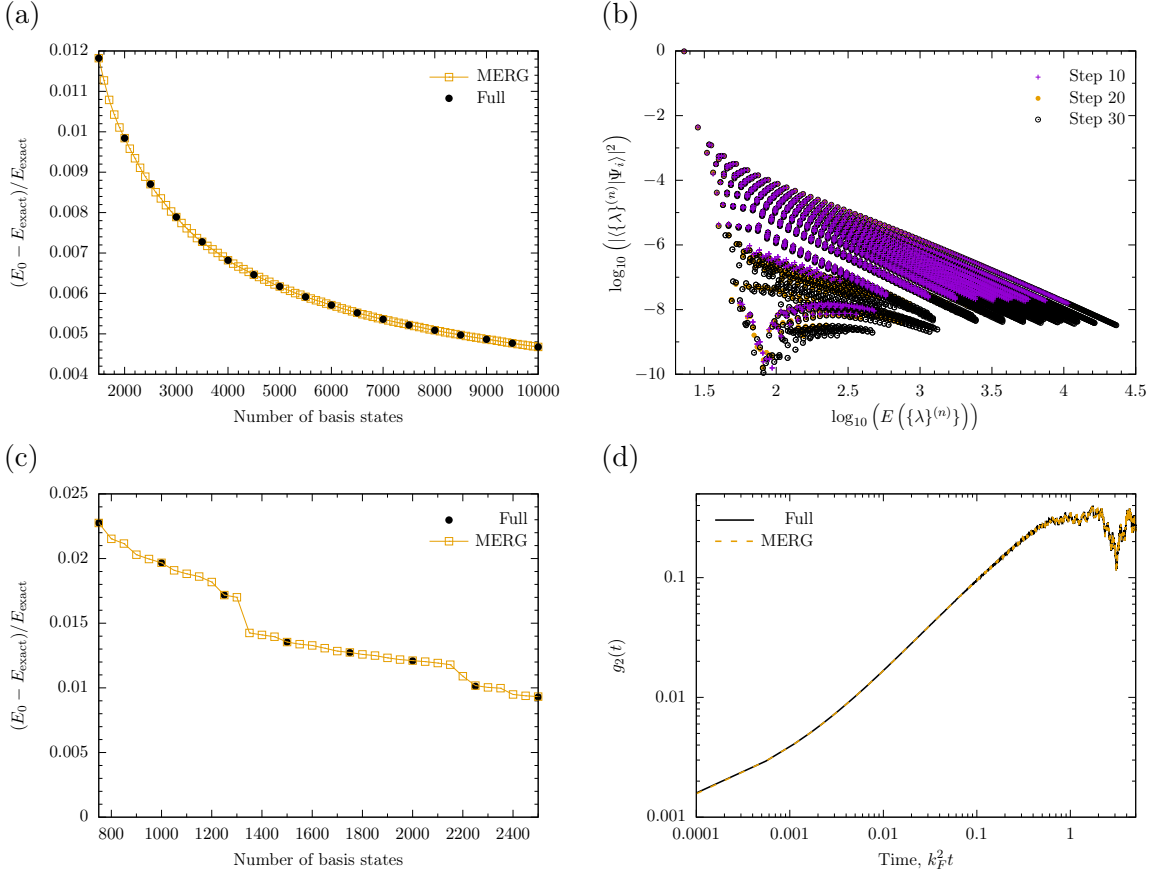 (a)
(E₀ − E_exact)/E_exact
0.012
0.011
0.01
0.009
0.008
0.007
0.006
0.005
0.004
MERG
Full
2000 3000 4000 5000 6000 7000 8000 9000 10000
Number of basis states
(b)
log₁₀ (|⟨{λ}⁽ⁿ⁾|Ψᵢ⟩|²)
0
−2
−4
−6
−8
−10
Step 10
Step 20
Step 30
1.5 2 2.5 3 3.5 4 4.5
log₁₀ (E ({λ}⁽ⁿ⁾}))
(c)
(E₀ − E_exact)/E_exact
0.025
0.02
0.015
0.01
0.005
0
Full
MERG
800 1000 1200 1400 1600 1800 2000 2200 2400
Number of basis states
(d)
g₂(t)
0.1
0.01
0.001
Full
MERG
0.0001 0.001 0.01 0.1 1
Time, k_F²t